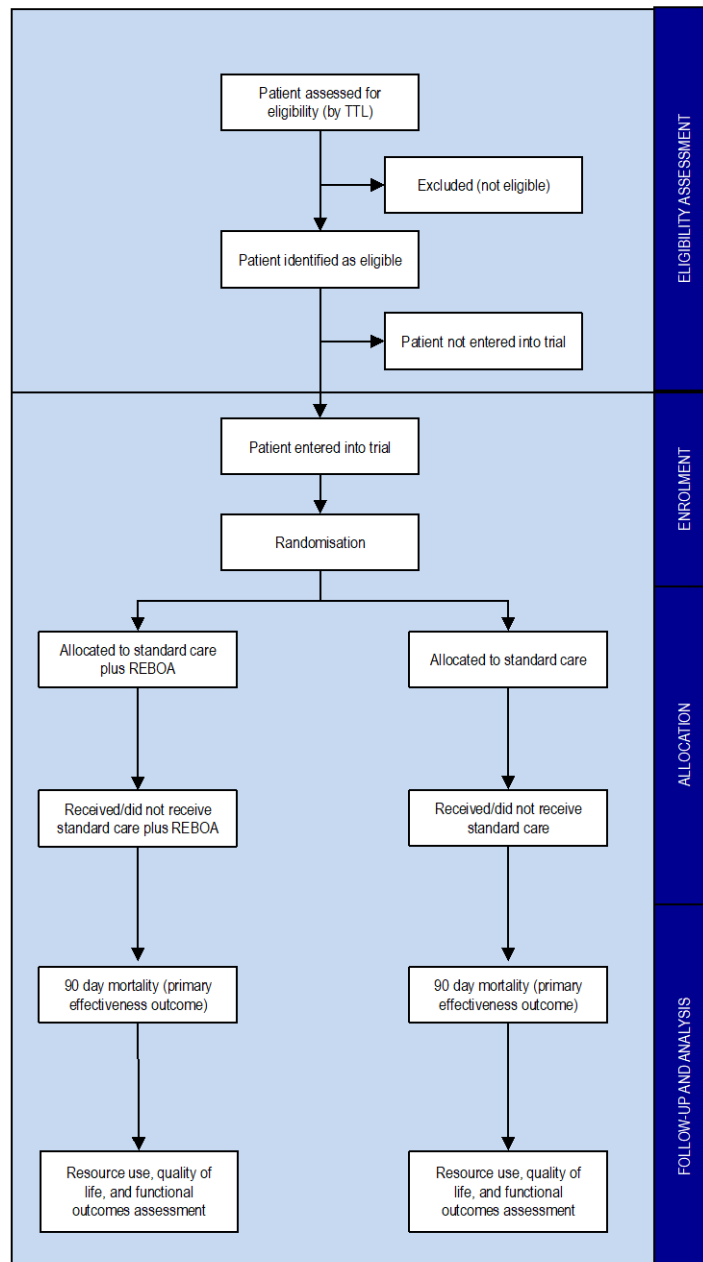 Patient assessed for
eligibility (by TTL)
Excluded (not eligible)
Patient identified as eligible
Patient not entered into trial
ELIGIBILITY ASSESSMENT
Patient entered into trial
Randomisation
ENROLMENT
Allocated to standard care
plus REBOA
Allocated to standard care
Received/did not receive
standard care plus REBOA
Received/did not receive
standard care
ALLOCATION
90 day mortality (primary
effectiveness outcome)
90 day mortality (primary
effectiveness outcome)
Resource use, quality of
life, and functional
outcomes assessment
Resource use, quality of
life, and functional
outcomes assessment
FOLLOW-UP AND ANALYSIS